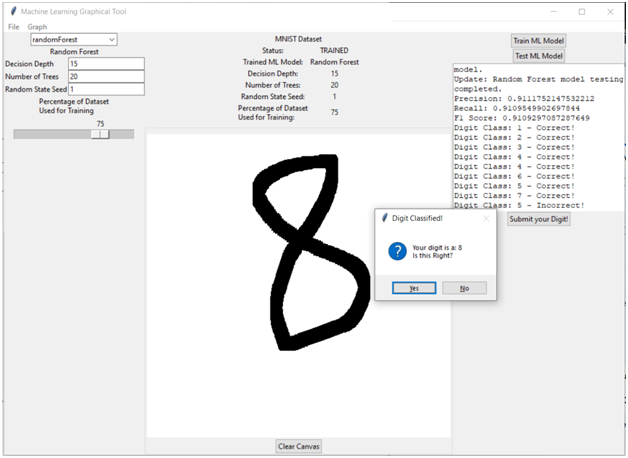 Machine Learning Graphical Tool
File Graph
randomForest
Random Forest
Decision Depth 15
Number of Trees 20
Random State Seed 1
Percentage of Dataset
Used for Training:
75
MNIST Dataset
Status: TRAINED
Trained ML Model: Random Forest
Decision Depth: 15
Number of Trees: 20
Random State Seed: 1
Percentage of Dataset
Used for Training: 75
8
Clear Canvas
Train ML Model
Test ML Model
model.
Update: Random Forest model testing
completed.
Precision: 0.9111752147532212
Recall: 0.9109549902697844
F1 Score: 0.9109297087287649
Digit Class: 1 - Correct!
Digit Class: 2 - Correct!
Digit Class: 3 - Correct!
Digit Class: 4 - Correct!
Digit Class: 4 - Correct!
Digit Class: 6 - Correct!
Digit Class: 5 - Correct!
Digit Class: 7 - Correct!
Digit Class: 5 - Incorrect!
Submit your Digit!
Digit Classified!
Your digit is a: 8
Is this Right?
Yes No